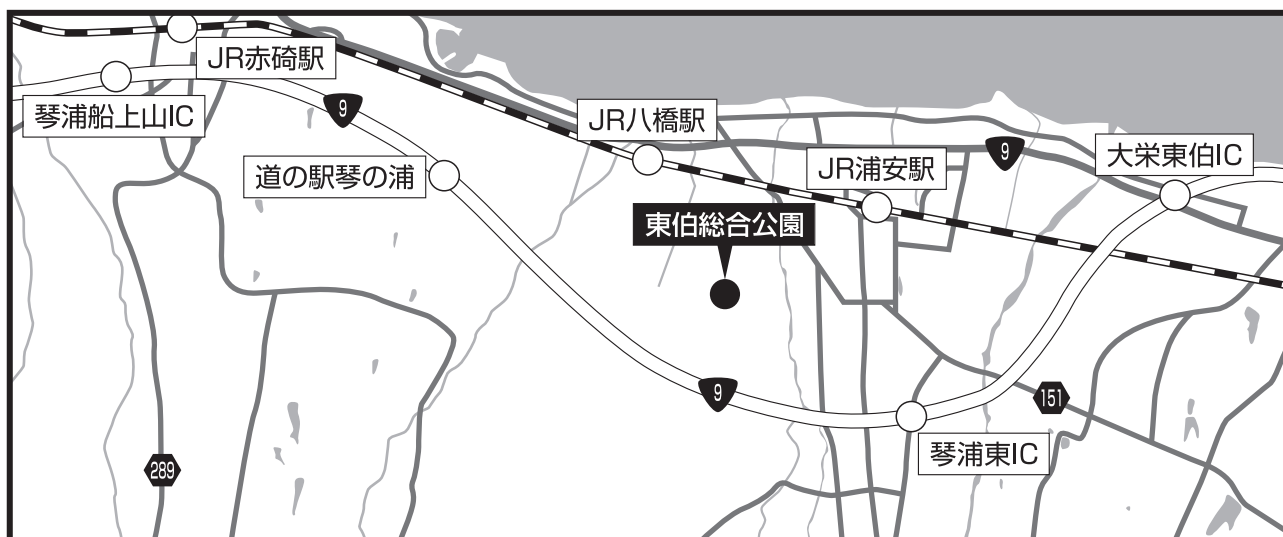 JR赤碕駅
琴浦船上山IC
9
JR八橋駅
9
大栄東伯IC
道の駅琴の浦
JR浦安駅
東伯総合公園
9
151
琴浦東IC
289